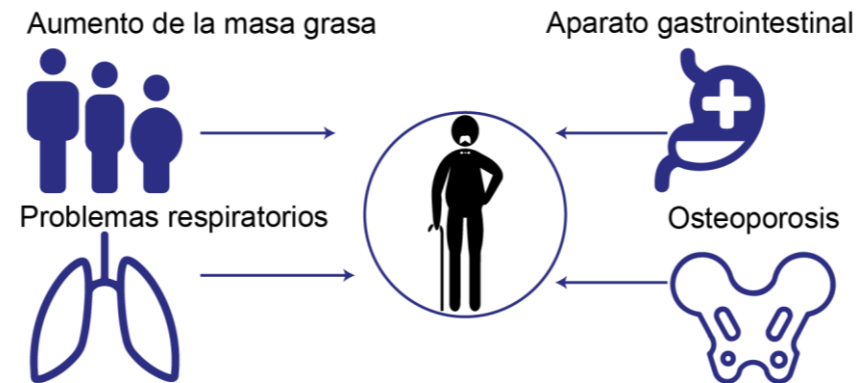 Aumento de la masa grasa
Aparato gastrointestinal
Problemas respiratorios
Osteoporosis